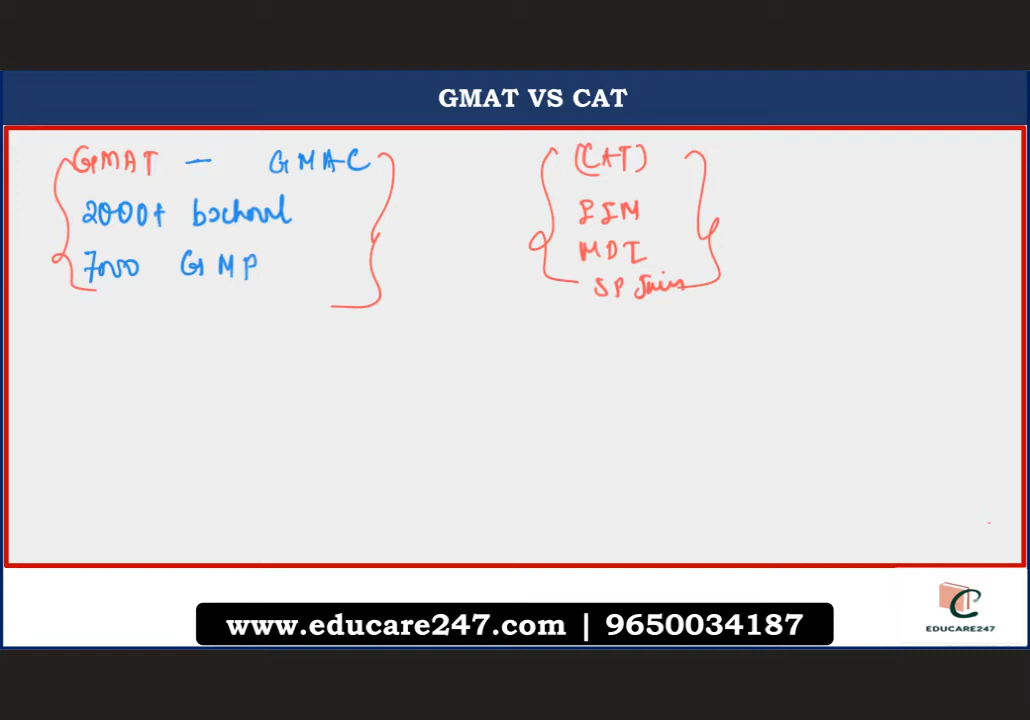 GMAT VS CAT
GMAT - GMAC
2000+ bschool
7000 GMP
(CAT)
IIM
MDI
SP Jain
www.educare247.com | 9650034187
EDUCARE247